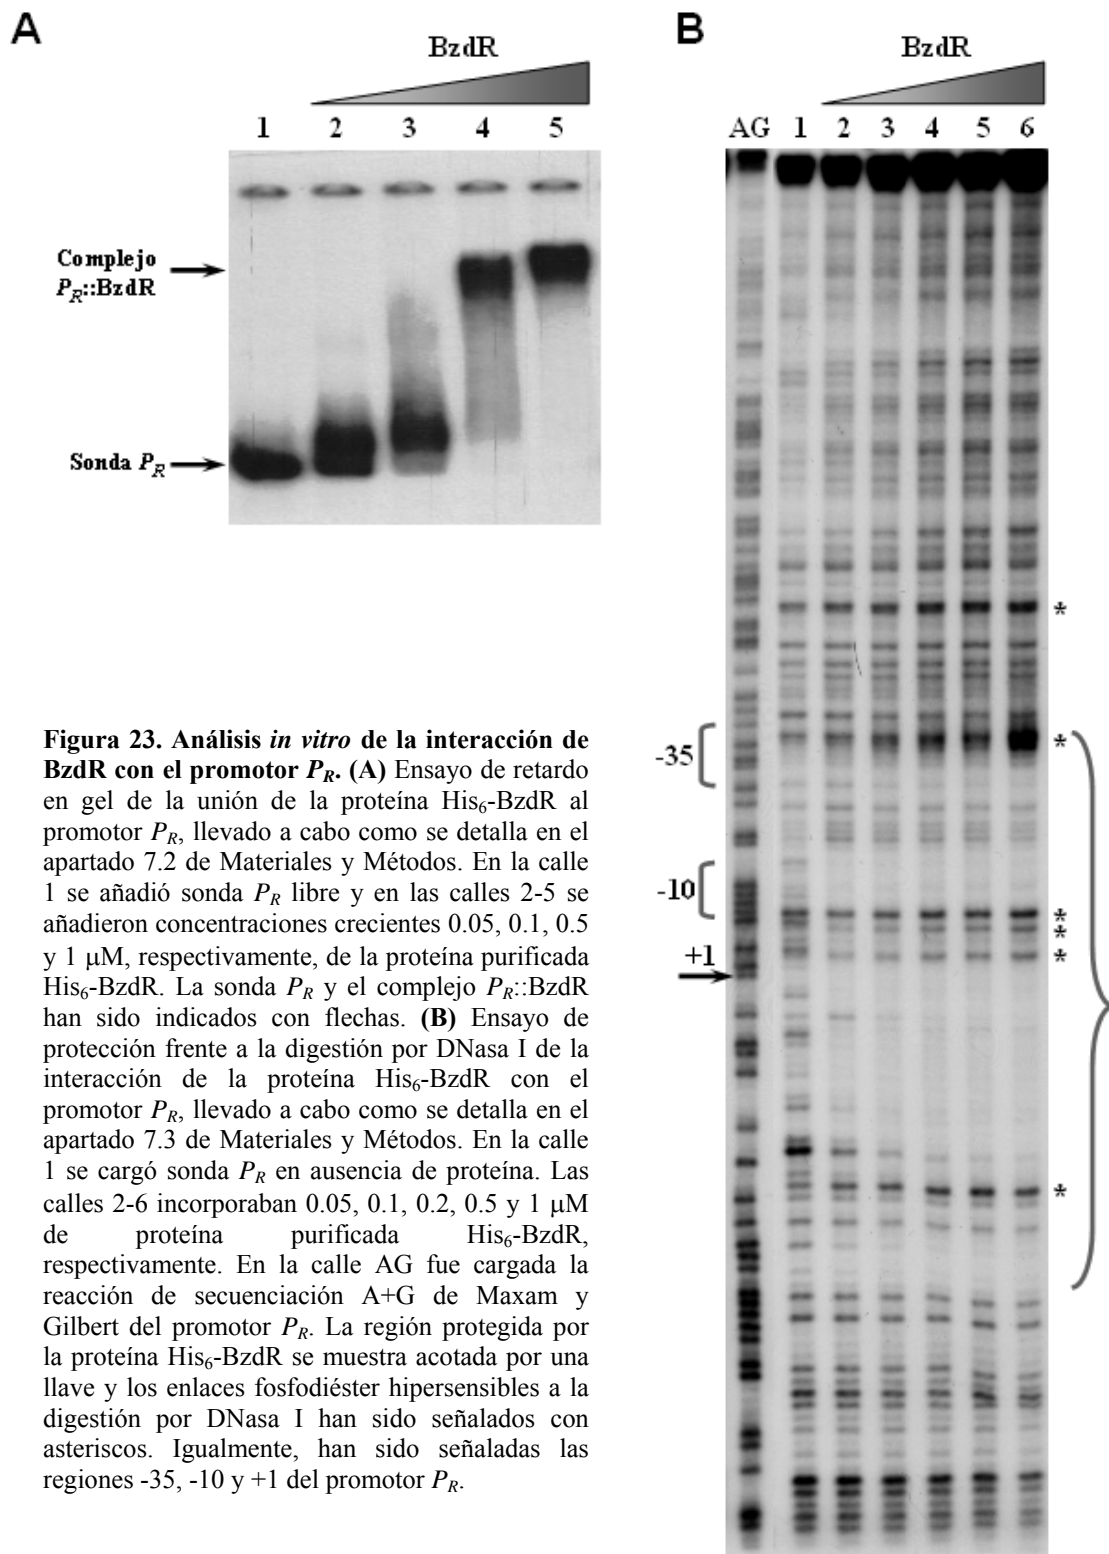 A
BzdR
1 2 3 4 5
Complejo
PR::BzdR
Sonda PR
B
BzdR
AG 1 2 3 4 5 6
*
*
-35
-10
*
*
*
+1
*
Figura 23. Análisis in vitro de la interacción de
BzdR con el promotor PR. (A) Ensayo de retardo
en gel de la unión de la proteína His6-BzdR al
promotor PR, llevado a cabo como se detalla en el
apartado 7.2 de Materiales y Métodos. En la calle
1 se añadió sonda PR libre y en las calles 2-5 se
añadieron concentraciones crecientes 0.05, 0.1, 0.5
y 1 μM, respectivamente, de la proteína purificada
His6-BzdR. La sonda PR y el complejo PR::BzdR
han sido indicados con flechas. (B) Ensayo de
protección frente a la digestión por DNasa I de la
interacción de la proteína His6-BzdR con el
promotor PR, llevado a cabo como se detalla en el
apartado 7.3 de Materiales y Métodos. En la calle
1 se cargó sonda PR en ausencia de proteína. Las
calles 2-6 incorporaban 0.05, 0.1, 0.2, 0.5 y 1 μM
de proteína purificada His6-BzdR,
respectivamente. En la calle AG fue cargada la
reacción de secuenciación A+G de Maxam y
Gilbert del promotor PR. La región protegida por
la proteína His6-BzdR se muestra acotada por una
llave y los enlaces fosfodiéster hipersensibles a la
digestión por DNasa I han sido señalados con
asteriscos. Igualmente, han sido señaladas las
regiones -35, -10 y +1 del promotor PR.